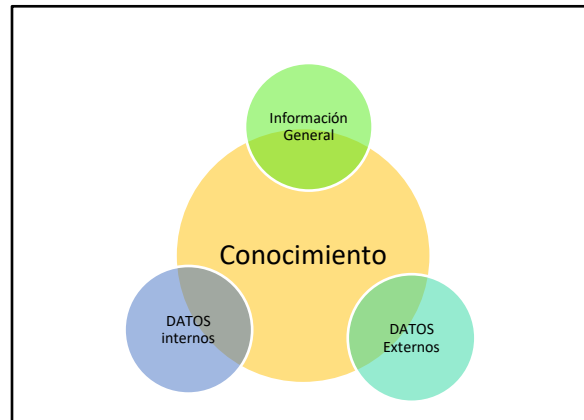 Información
General
Conocimiento
DATOS
internos
DATOS
Externos